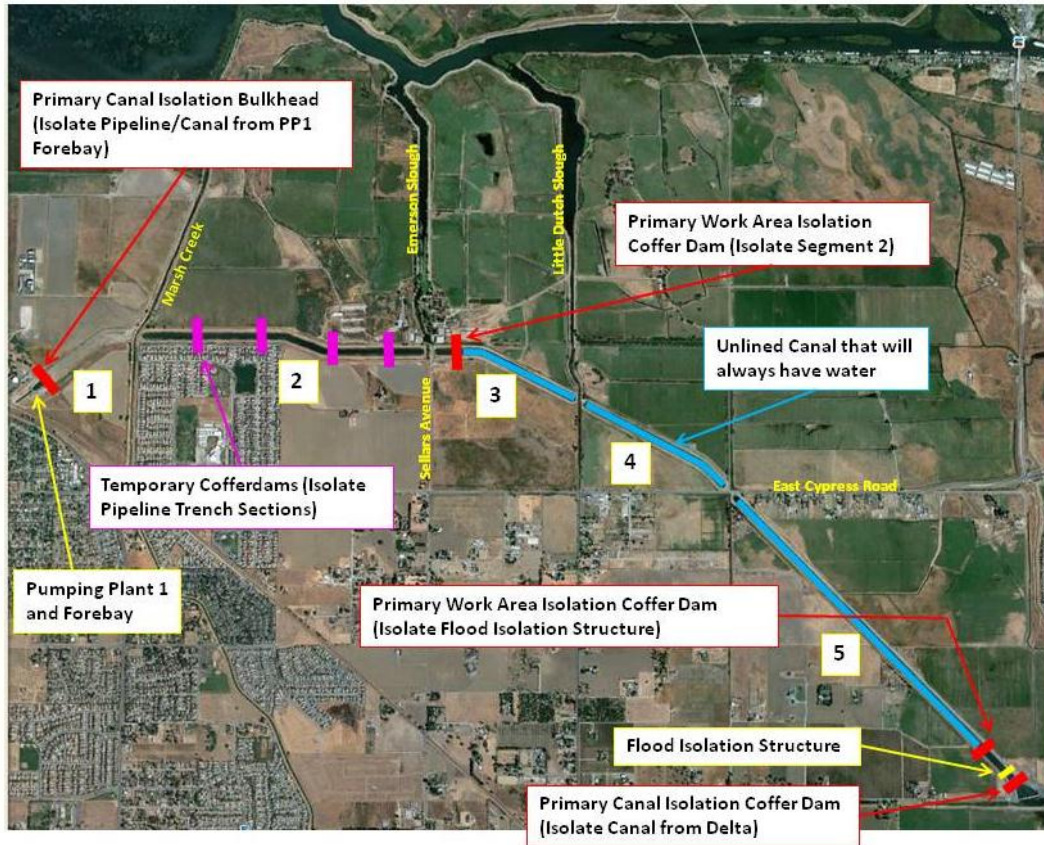 Primary Canal Isolation Bulkhead
(Isolate Pipeline/Canal from PP1
Forebay)
Marsh Creek
Emerson Slough
Little Dutch Slough
Primary Work Area Isolation
Coffer Dam (Isolate Segment 2)
Unlined Canal that will
always have water
1
2
3
Sellars Avenue
4
East Cypress Road
Temporary Cofferdams (Isolate
Pipeline Trench Sections)
Pumping Plant 1
and Forebay
Primary Work Area Isolation Coffer Dam
(Isolate Flood Isolation Structure)
5
Flood Isolation Structure
Primary Canal Isolation Coffer Dam
(Isolate Canal from Delta)